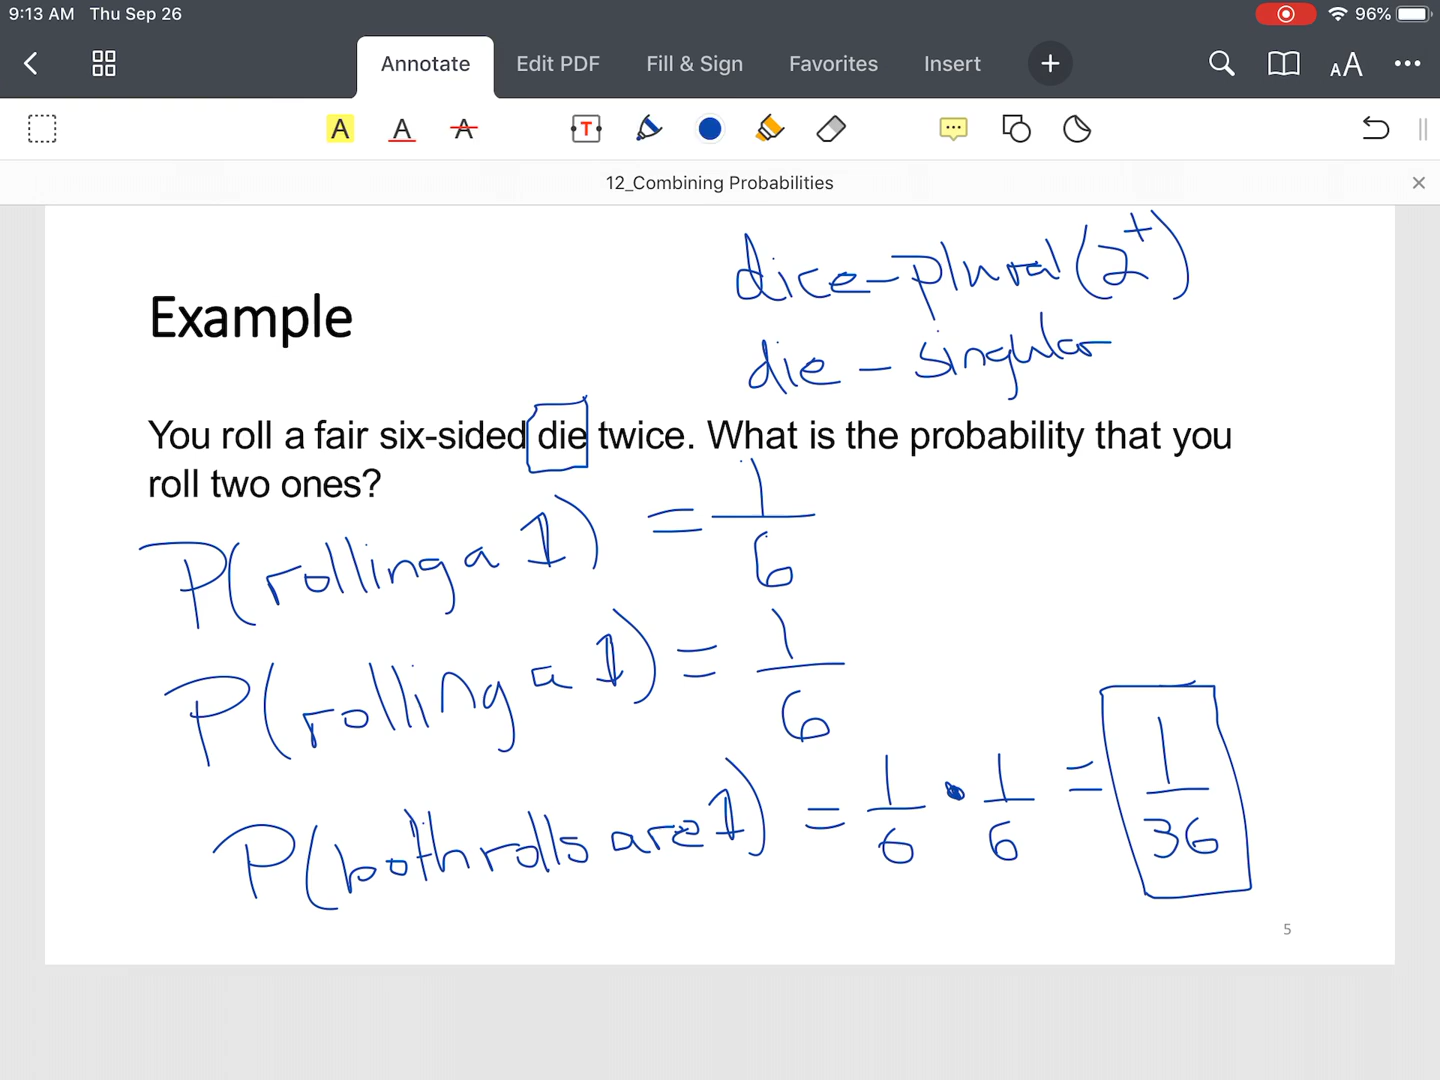 9:13 AM Thu Sep 26 96%
Annotate Edit PDF Fill & Sign Favorites Insert + AA
A A A T
12_Combining Probabilities
dice-plural (2+)
Example
die - singular
You roll a fair six-sided die twice. What is the probability that you
roll two ones?
P(rolling a 1) = 1/6
P(rolling a 1) = 1/6
P(both rolls are 1) = 1/6 · 1/6 = 1/36
5